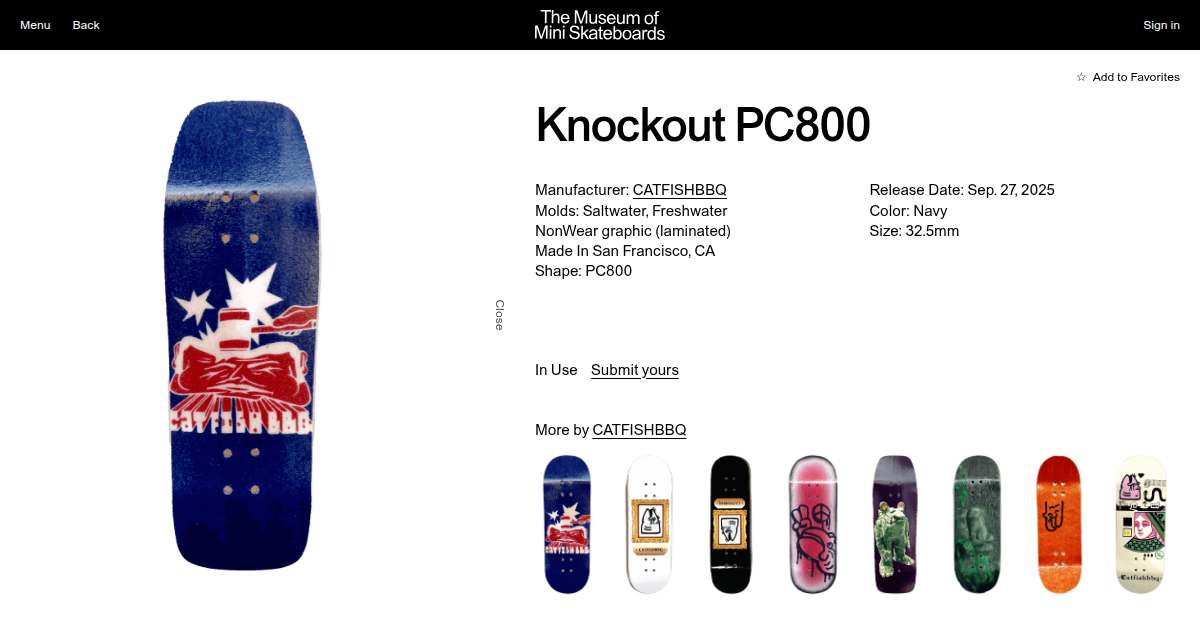 Menu
Back
The Museum of
Mini Skateboards
Sign in
☆ Add to Favorites
Knockout PC800
Manufacturer: CATFISHBBQ
Molds: Saltwater, Freshwater
NonWear graphic (laminated)
Made In San Francisco, CA
Shape: PC800
Release Date: Sep. 27, 2025
Color: Navy
Size: 32.5mm
CATFISHBBQ
Close
In Use
Submit yours
More by CATFISHBBQ
CATFISHBBQ
Catfishbbq